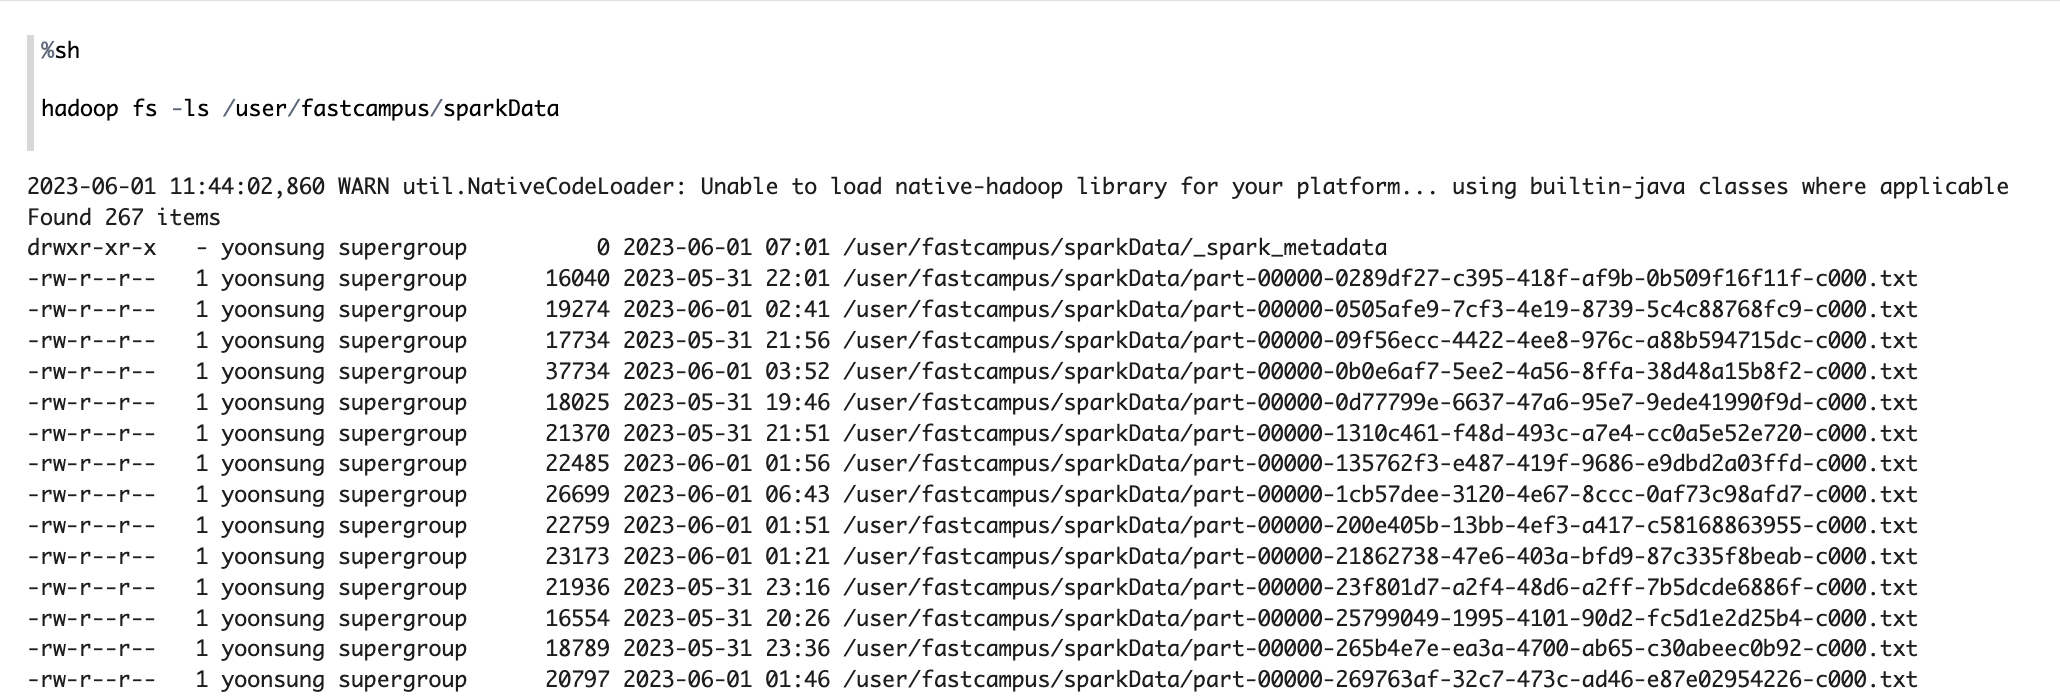 %sh
hadoop fs -ls /user/fastcampus/sparkData
2023-06-01 11:44:02,860 WARN util.NativeCodeLoader: Unable to load native-hadoop library for your platform... using builtin-java classes where applicable
Found 267 items
drwxr-xr-x   - yoonsung supergroup          0 2023-06-01 07:01 /user/fastcampus/sparkData/_spark_metadata
-rw-r--r--   1 yoonsung supergroup      16040 2023-05-31 22:01 /user/fastcampus/sparkData/part-00000-0289df27-c395-418f-af9b-0b509f16f11f-c000.txt
-rw-r--r--   1 yoonsung supergroup      19274 2023-06-01 02:41 /user/fastcampus/sparkData/part-00000-0505afe9-7cf3-4e19-8739-5c4c88768fc9-c000.txt
-rw-r--r--   1 yoonsung supergroup      17734 2023-05-31 21:56 /user/fastcampus/sparkData/part-00000-09f56ecc-4422-4ee8-976c-a88b594715dc-c000.txt
-rw-r--r--   1 yoonsung supergroup      37734 2023-06-01 03:52 /user/fastcampus/sparkData/part-00000-0b0e6af7-5ee2-4a56-8ffa-38d48a15b8f2-c000.txt
-rw-r--r--   1 yoonsung supergroup      18025 2023-05-31 19:46 /user/fastcampus/sparkData/part-00000-0d77799e-6637-47a6-95e7-9ede41990f9d-c000.txt
-rw-r--r--   1 yoonsung supergroup      21370 2023-05-31 21:51 /user/fastcampus/sparkData/part-00000-1310c461-f48d-493c-a7e4-cc0a5e52e720-c000.txt
-rw-r--r--   1 yoonsung supergroup      22485 2023-06-01 01:56 /user/fastcampus/sparkData/part-00000-135762f3-e487-419f-9686-e9dbd2a03ffd-c000.txt
-rw-r--r--   1 yoonsung supergroup      26699 2023-06-01 06:43 /user/fastcampus/sparkData/part-00000-1cb57dee-3120-4e67-8ccc-0af73c98afd7-c000.txt
-rw-r--r--   1 yoonsung supergroup      22759 2023-06-01 01:51 /user/fastcampus/sparkData/part-00000-200e405b-13bb-4ef3-a417-c58168863955-c000.txt
-rw-r--r--   1 yoonsung supergroup      23173 2023-06-01 01:21 /user/fastcampus/sparkData/part-00000-21862738-47e6-403a-bfd9-87c335f8beab-c000.txt
-rw-r--r--   1 yoonsung supergroup      21936 2023-05-31 23:16 /user/fastcampus/sparkData/part-00000-23f801d7-a2f4-48d6-a2ff-7b5dcde6886f-c000.txt
-rw-r--r--   1 yoonsung supergroup      16554 2023-05-31 20:26 /user/fastcampus/sparkData/part-00000-25799049-1995-4101-90d2-fc5d1e2d25b4-c000.txt
-rw-r--r--   1 yoonsung supergroup      18789 2023-05-31 23:36 /user/fastcampus/sparkData/part-00000-265b4e7e-ea3a-4700-ab65-c30abeec0b92-c000.txt
-rw-r--r--   1 yoonsung supergroup      20797 2023-06-01 01:46 /user/fastcampus/sparkData/part-00000-269763af-32c7-473c-ad46-e87e02954226-c000.txt